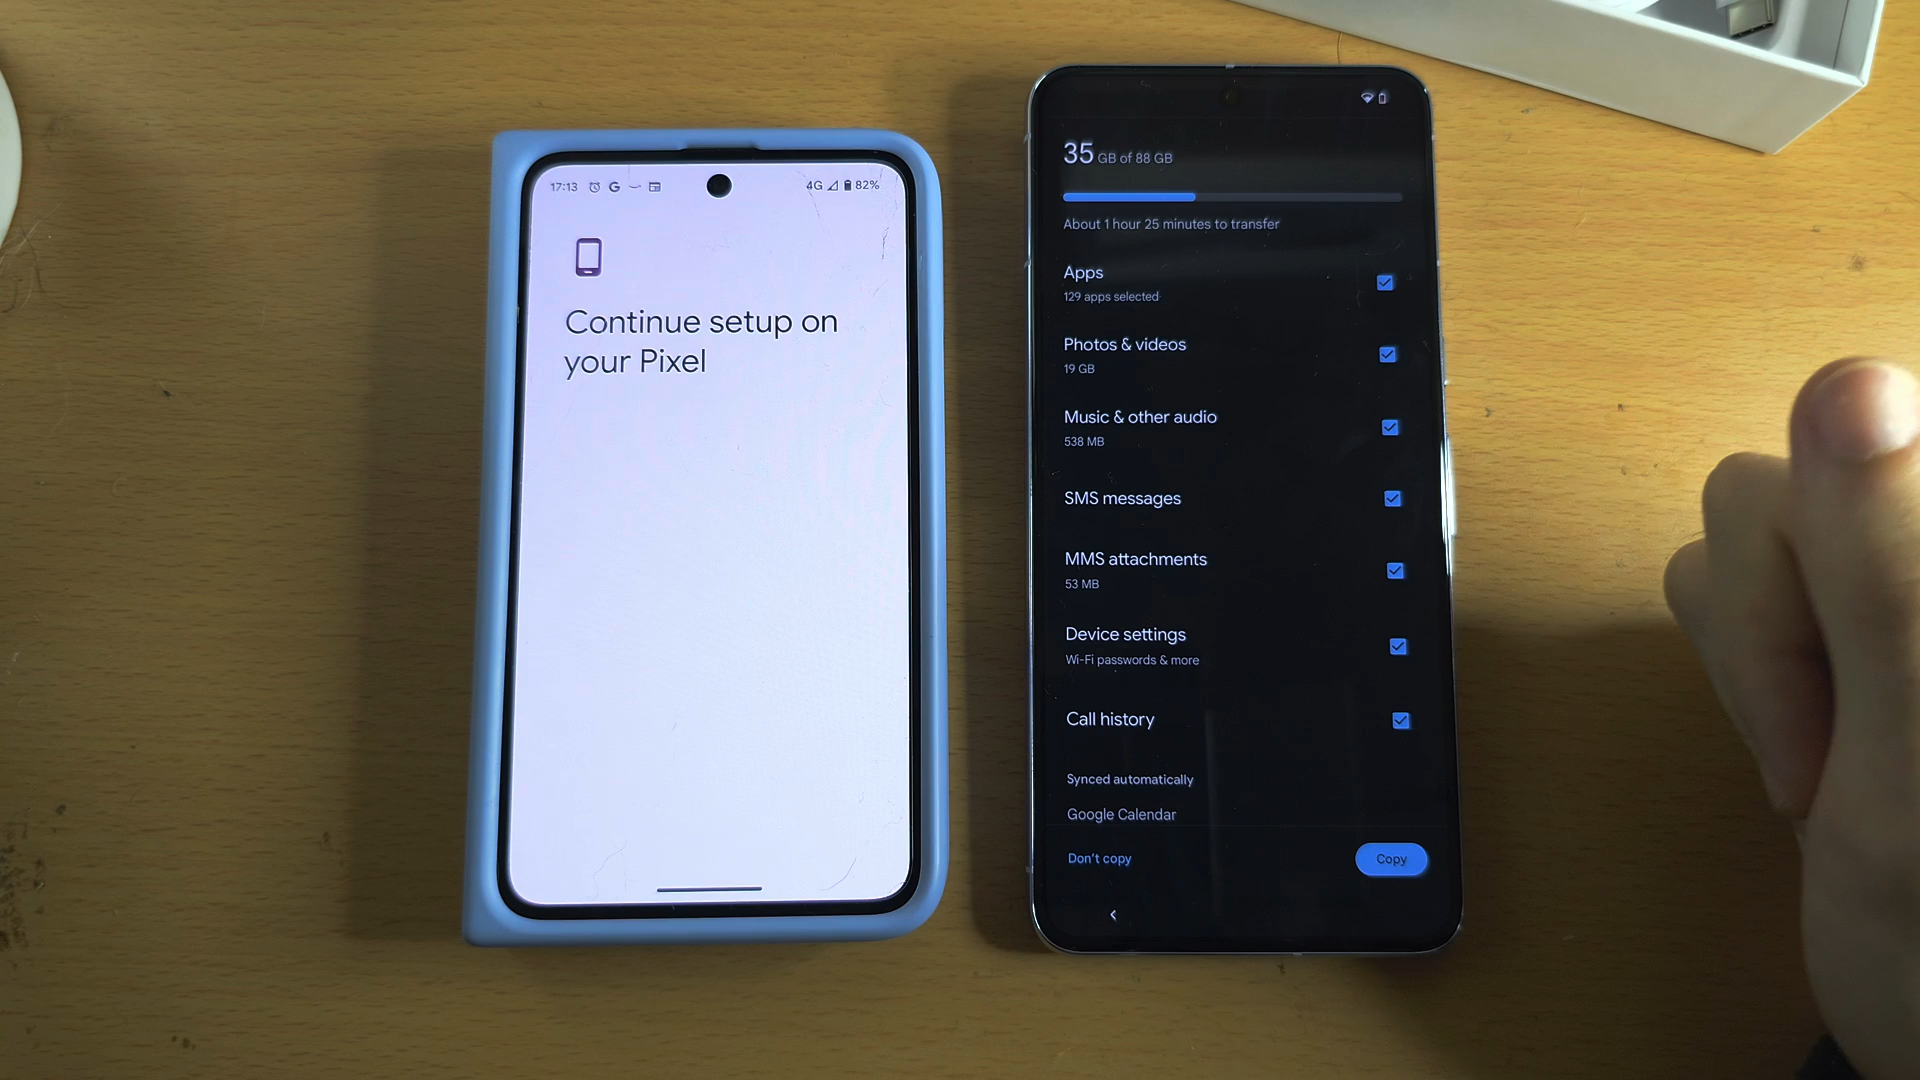 17:13
4G 82%
Continue setup on
your Pixel
35 GB of 88 GB
About 1 hour 25 minutes to transfer
Apps
129 apps selected
Photos & videos
19 GB
Music & other audio
538 MB
SMS messages
MMS attachments
53 MB
Device settings
Wi-Fi passwords & more
Call history
Synced automatically
Google Calendar
Don't copy
Copy